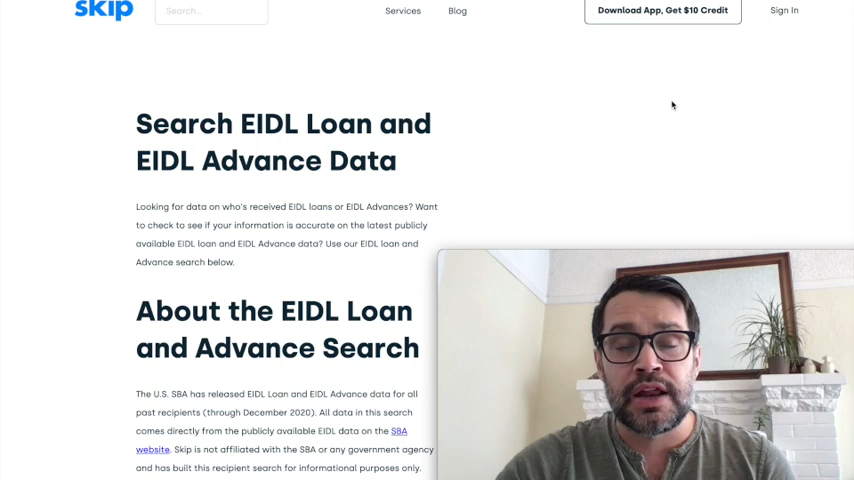 skip
Search...
Services
Blog
Download App, Get $10 Credit
Sign In
Search EIDL Loan and
EIDL Advance Data
Looking for data on who's received EIDL loans or EIDL Advances? Want
to check to see if your information is accurate on the latest publicly
available EIDL loan and EIDL Advance data? Use our EIDL loan and
Advance search below.
About the EIDL Loan
and Advance Search
The U.S. SBA has released EIDL Loan and EIDL Advance data for all
past recipients (through December 2020). All data in this search
comes directly from the publicly available EIDL data on the SBA
website. Skip is not affiliated with the SBA or any government agency
and has built this recipient search for informational purposes only.